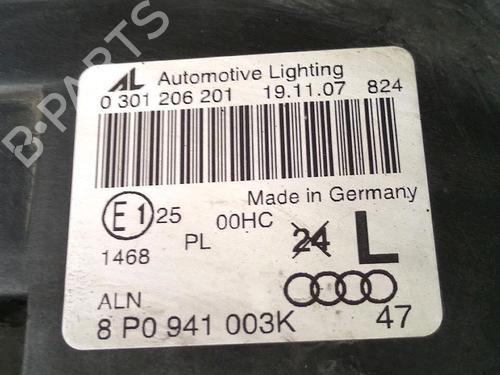 B-PARTS
AL Automotive Lighting
0 301 206 201 19.11.07 824
Made in Germany
E1 25 00HC 24 L
1468 PL
ALN
8 P0 941 003K 47